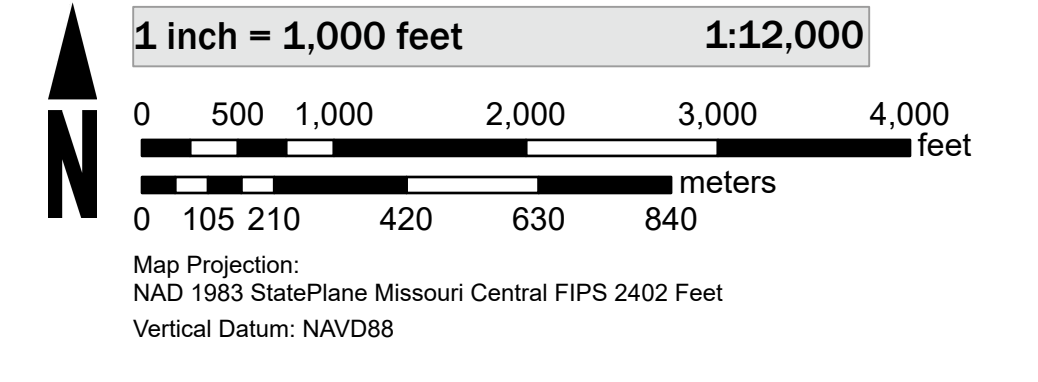 1 inch = 1,000 feet 1:12,000
0 500 1,000 2,000 3,000 4,000
feet
N
meters
0 105 210 420 630 840
Map Projection:
NAD 1983 StatePlane Missouri Central FIPS 2402 Feet
Vertical Datum: NAVD88